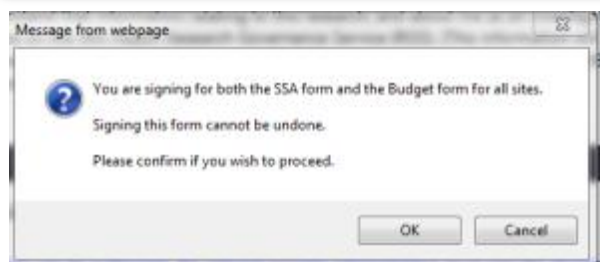 Message from webpage
You are signing for both the SSA form and the Budget form for all sites.
Signing this form cannot be undone.
Please confirm if you wish to proceed.
OK
Cancel